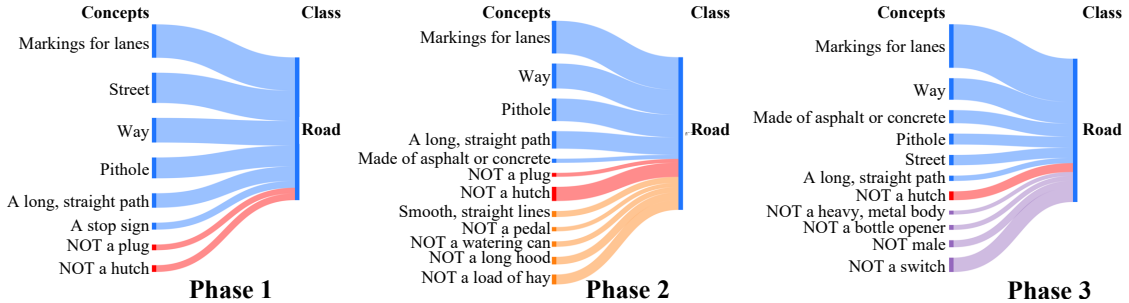 Concepts
Class
Markings for lanes
Street
Way
Pithole
A long, straight path
A stop sign
NOT a plug
NOT a hutch
Road
Phase 1
Concepts
Class
Markings for lanes
Way
Pithole
A long, straight path
Made of asphalt or concrete
NOT a plug
NOT a hutch
Smooth, straight lines
NOT a pedal
NOT a watering can
NOT a long hood
NOT a load of hay
Road
Phase 2
Concepts
Class
Markings for lanes
Way
Made of asphalt or concrete
Pithole
Street
A long, straight path
NOT a hutch
NOT a heavy, metal body
NOT a bottle opener
NOT male
NOT a switch
Road
Phase 3